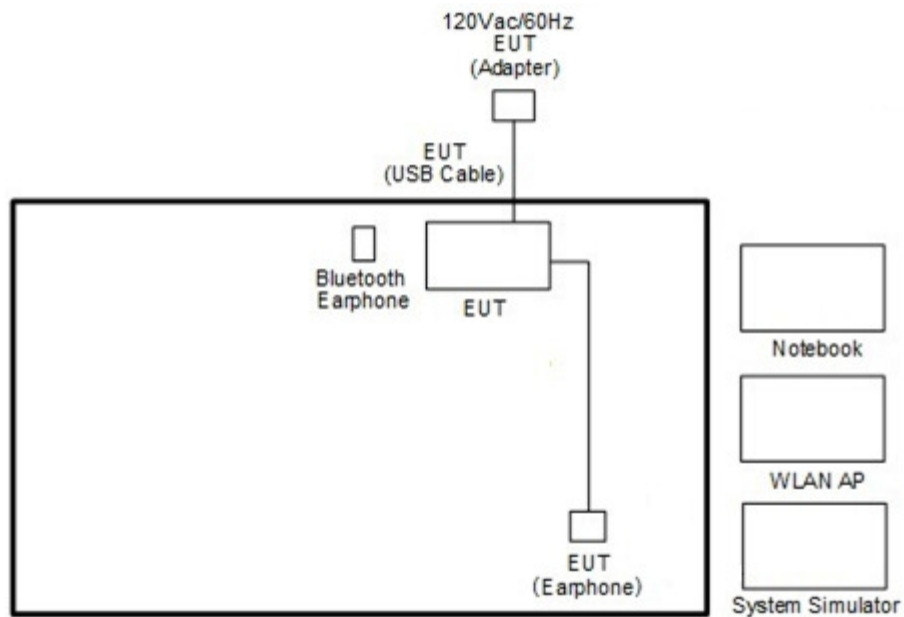 120Vac/60Hz
EUT
(Adapter)
EUT
(USB Cable)
Bluetooth
Earphone
EUT
Notebook
WLAN AP
EUT
(Earphone)
System Simulator